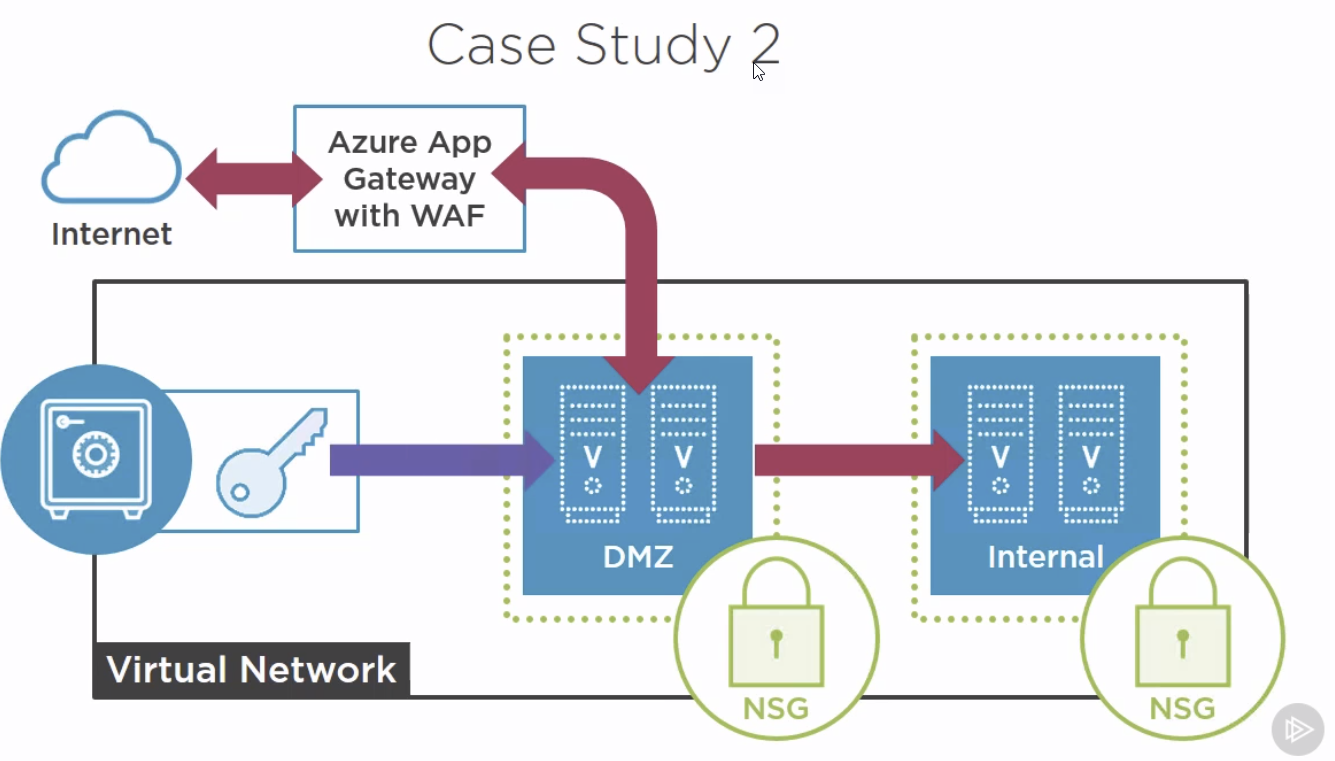 Case Study 2
Azure App
Gateway
with WAF
Internet
V V
V V
DMZ
Internal
Virtual Network
NSG
NSG